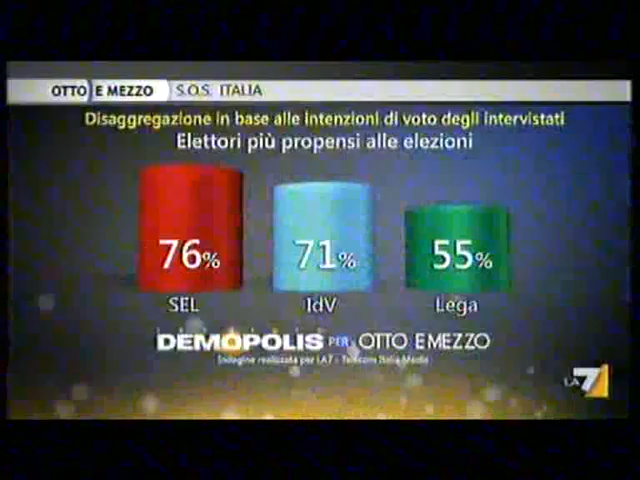 OTTO E MEZZO S.O.S. ITALIA
Disaggregazione in base alle intenzioni di voto degli intervistati
Elettori più propensi alle elezioni
76% 71% 55%
SEL IdV Lega
DEMOPOLIS PER OTTO E MEZZO
Indagine realizzata per LA7 - Telecom Italia Media
LA7